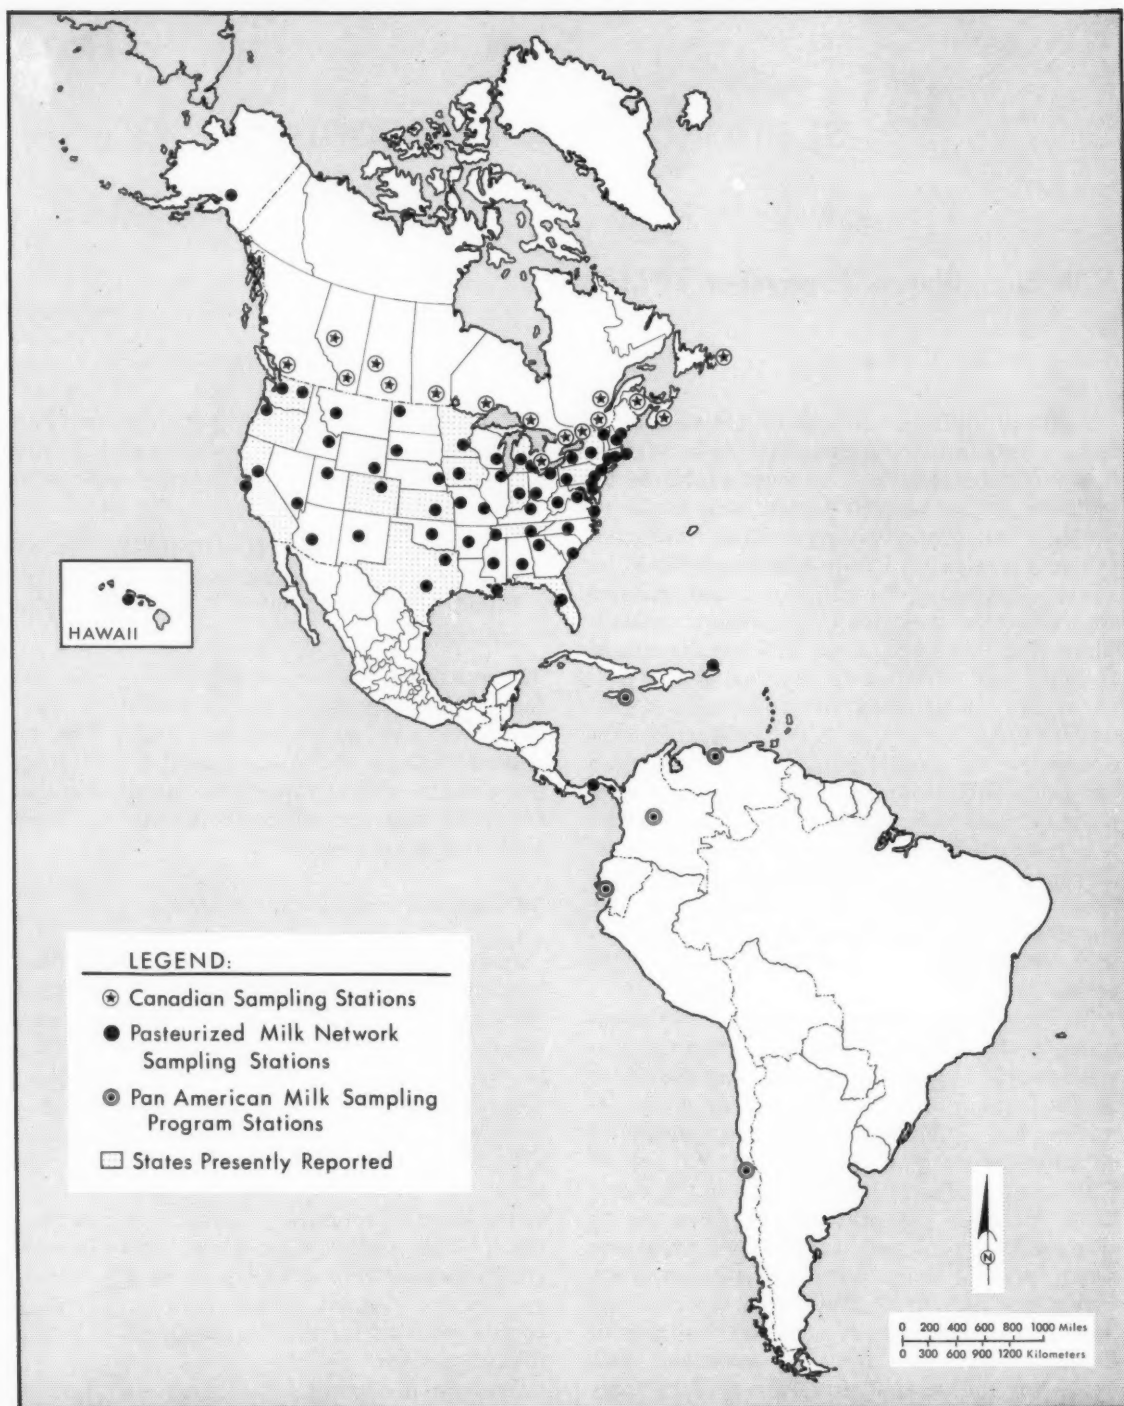 HAWAII
LEGEND:
Canadian Sampling Stations
Pasteurized Milk Network
Sampling Stations
Pan American Milk Sampling
Program Stations
States Presently Reported
N
0 200 400 600 800 1000 Miles
0 300 600 900 1200 Kilometers